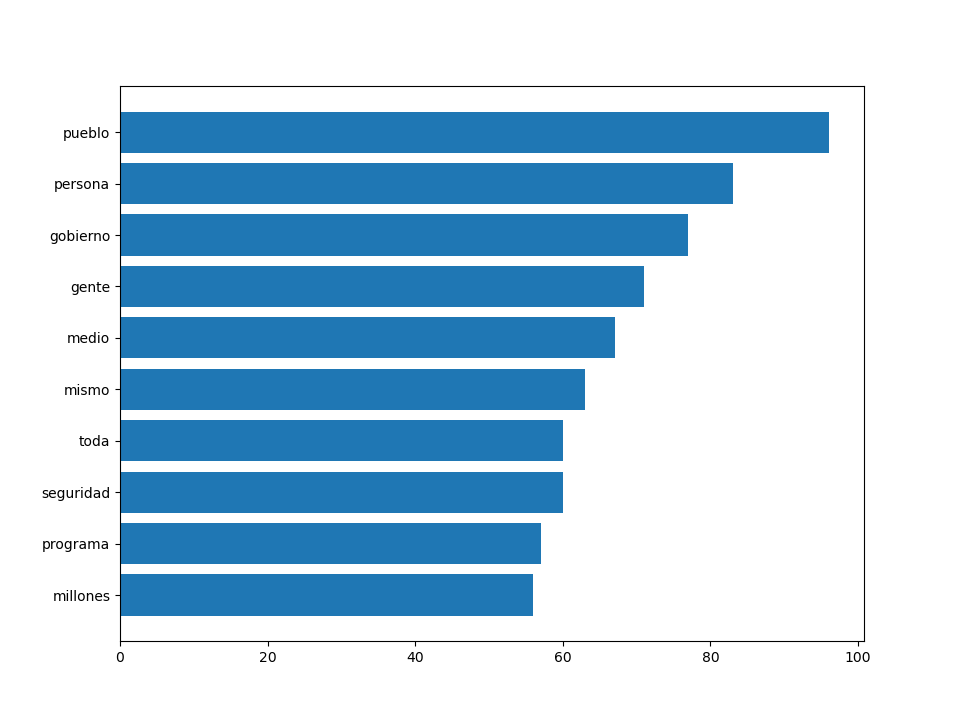 pueblo
persona
gobierno
gente
medio
mismo
toda
seguridad
programa
millones
0 20 40 60 80 100